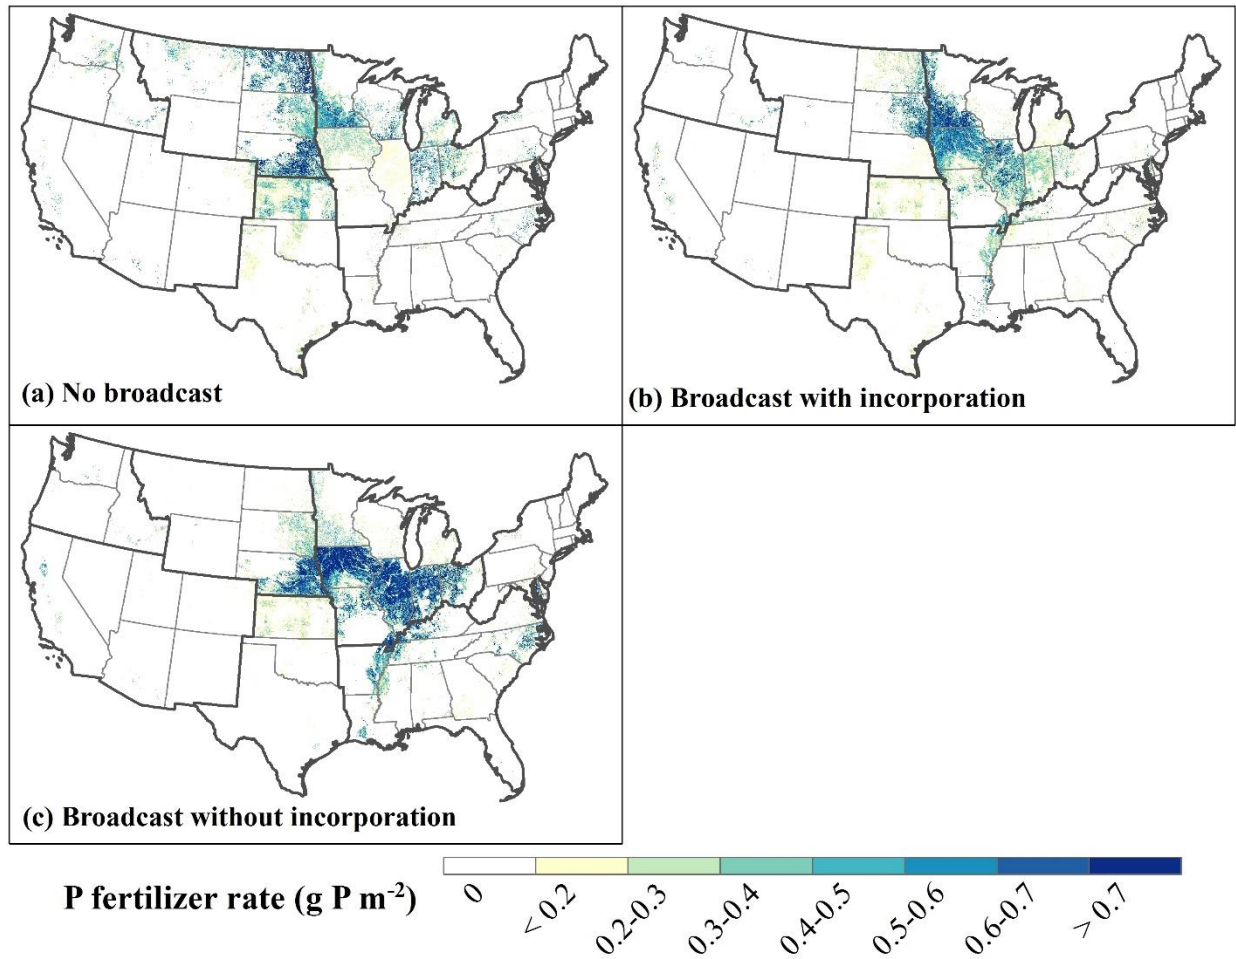 (a) No broadcast
(b) Broadcast with incorporation
(c) Broadcast without incorporation
P fertilizer rate (g P m⁻²)
0
< 0.2
0.2-0.3
0.3-0.4
0.4-0.5
0.5-0.6
0.6-0.7
> 0.7